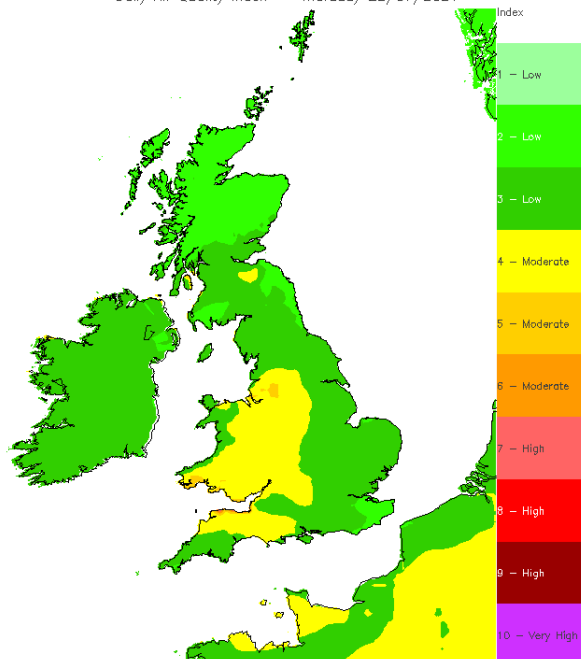 Index
1 – Low
2 – Low
3 – Low
4 – Moderate
5 – Moderate
6 – Moderate
7 – High
8 – High
9 – High
10 – Very High